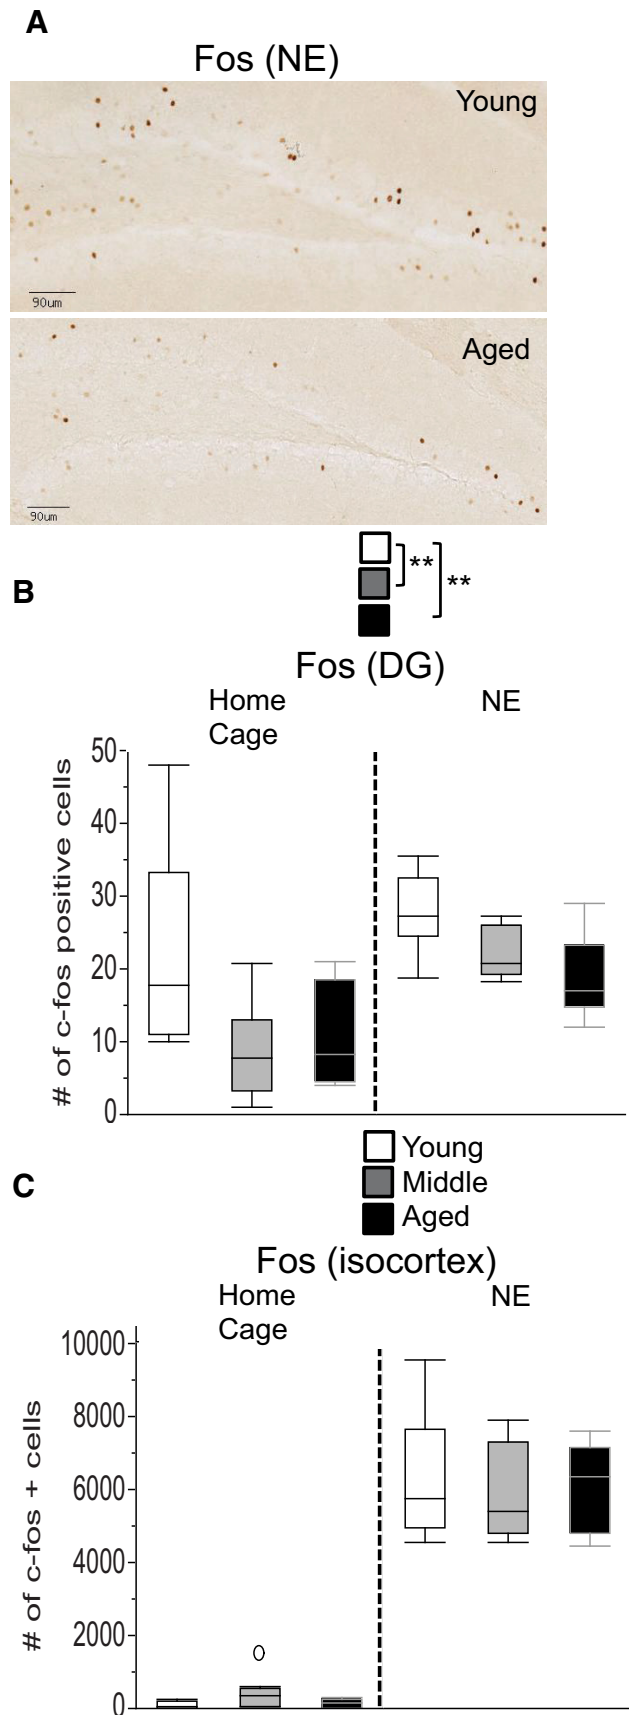 A
Fos (NE)
Young
90um
Aged
90um
**
**
B
Fos (DG)
Home
Cage
NE
# of c-fos positive cells
50
40
30
20
10
0
Young
Middle
Aged
C
Fos (isocortex)
Home
Cage
NE
# of c-fos + cells
10000
8000
6000
4000
2000
0